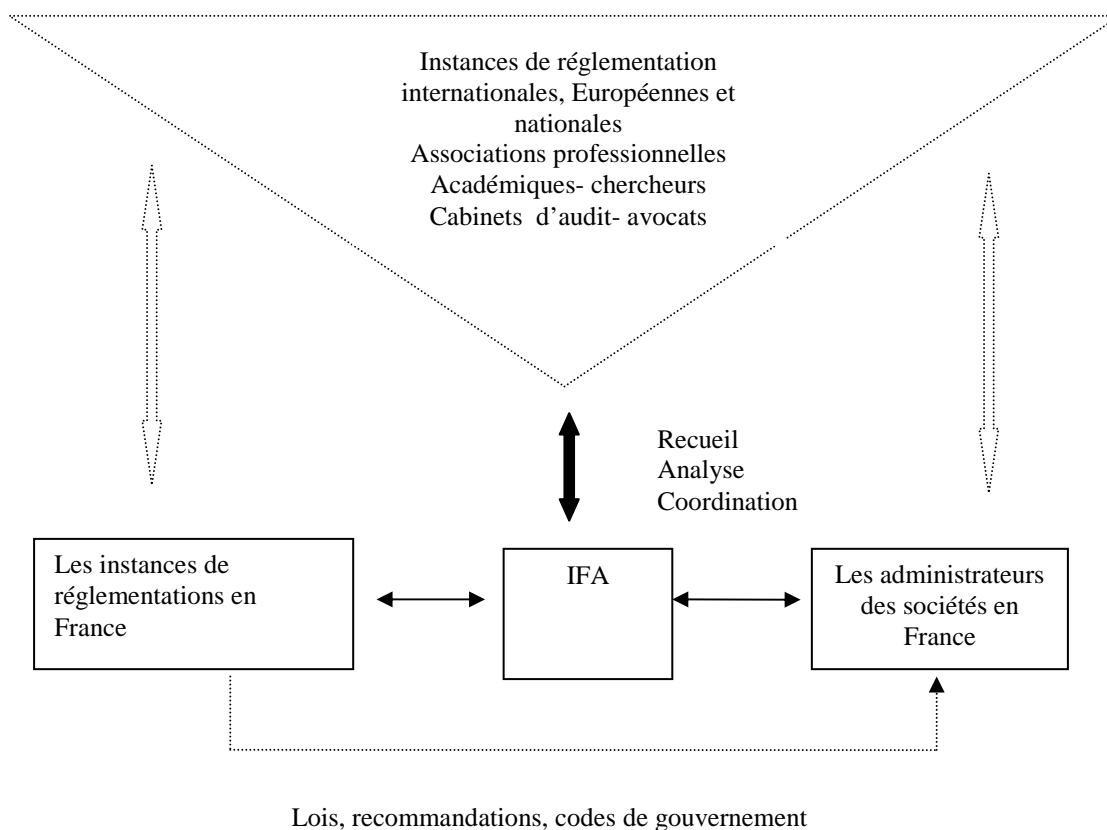 Instances de réglementation
internationales, Européennes et
nationales
Associations professionnelles
Académiques- chercheurs
Cabinets  d'audit- avocats
Recueil
Analyse
Coordination
Les instances de
réglementations en
France
IFA
Les administrateurs
des sociétés en
France
Lois, recommandations, codes de gouvernement